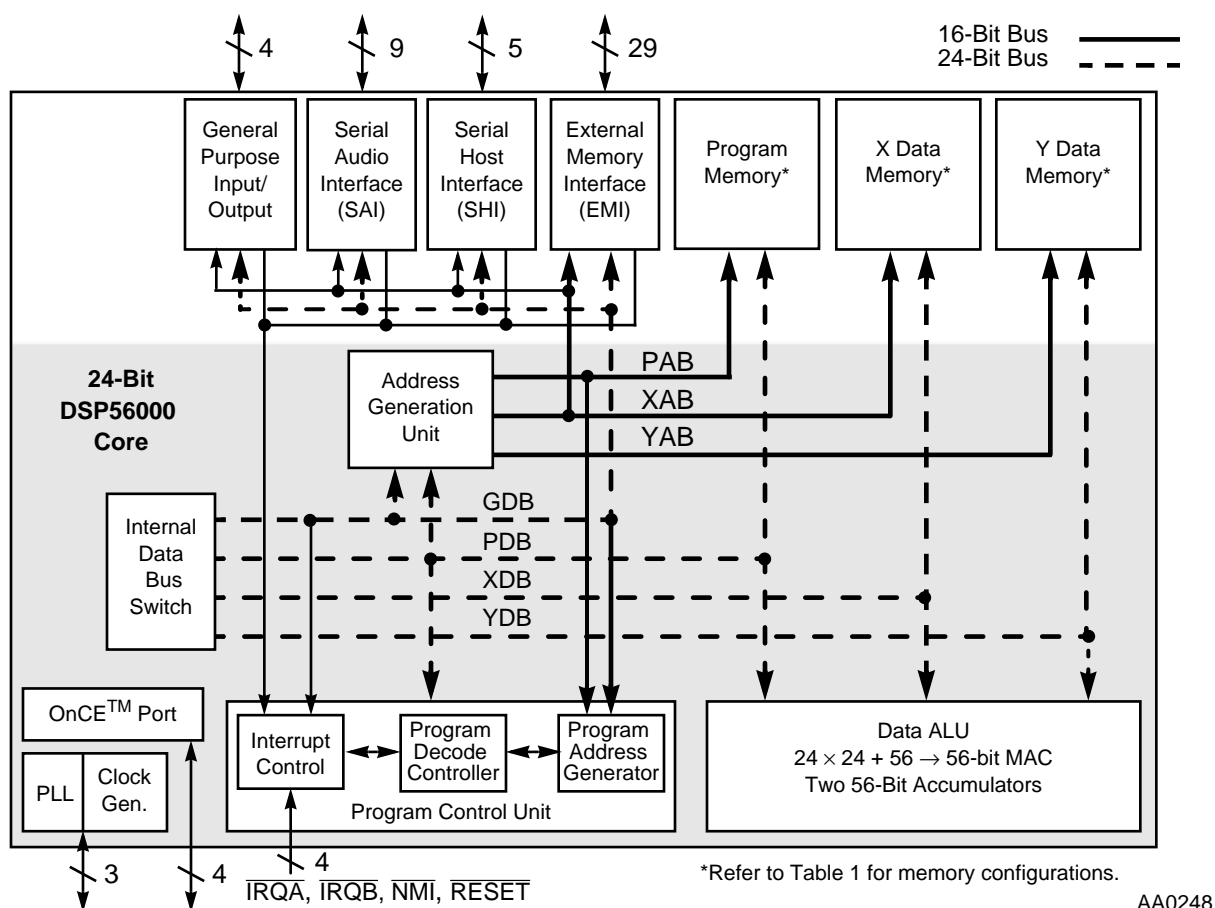 4
9
5
29
16-Bit Bus
24-Bit Bus
General
Purpose
Input/
Output
Serial
Audio
Interface
(SAI)
Serial
Host
Interface
(SHI)
External
Memory
Interface
(EMI)
Program
Memory*
X Data
Memory*
Y Data
Memory*
24-Bit
DSP56000
Core
Address
Generation
Unit
PAB
XAB
YAB
Internal
Data
Bus
Switch
GDB
PDB
XDB
YDB
OnCE™ Port
PLL
Clock
Gen.
Interrupt
Control
Program
Decode
Controller
Program
Address
Generator
Program Control Unit
Data ALU
24 × 24 + 56 → 56-bit MAC
Two 56-Bit Accumulators
3
4
4
I̅R̅Q̅A̅, I̅R̅Q̅B̅, N̅M̅I̅, R̅E̅S̅E̅T̅
*Refer to Table 1 for memory configurations.
AA0248